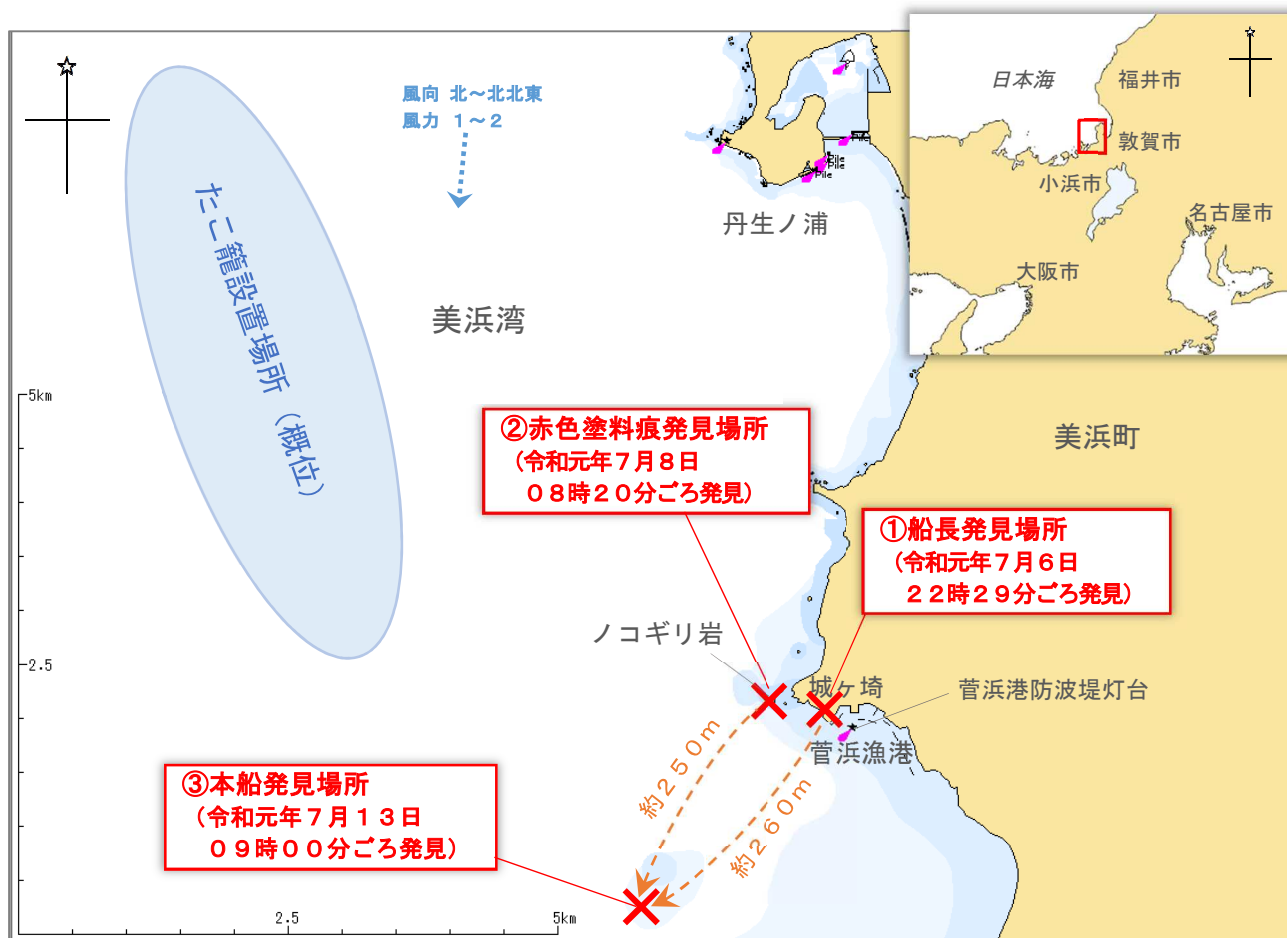 風向 北～北北東
風力 １～２
日本海
福井市
敦賀市
小浜市
名古屋市
大阪市
Pile
Pile
Pile
Pile
丹生ノ浦
たこ籠設置場所（概位）
美浜湾
5km
②赤色塗料痕発見場所
（令和元年７月８日
０８時２０分ごろ発見）
美浜町
①船長発見場所
（令和元年７月６日
２２時２９分ごろ発見）
ノコギリ岩
2.5
城ヶ埼
菅浜港防波堤灯台
菅浜漁港
約２５０ｍ
約２６０ｍ
③本船発見場所
（令和元年７月１３日
０９時００分ごろ発見）
2.5
5km